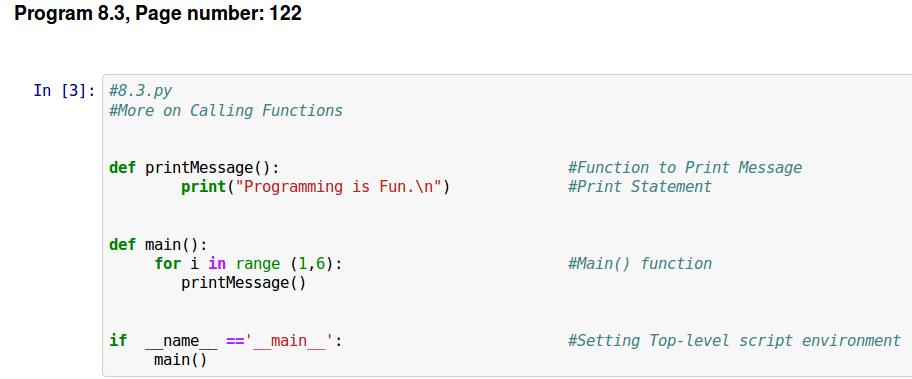 Program 8.3, Page number: 122
In [3]: #8.3.py
#More on Calling Functions
def printMessage(): #Function to Print Message
print("Programming is Fun.\n") #Print Statement
def main():
for i in range (1,6): #Main() function
printMessage()
if __name__ =='__main__': #Setting Top-level script environment
main()